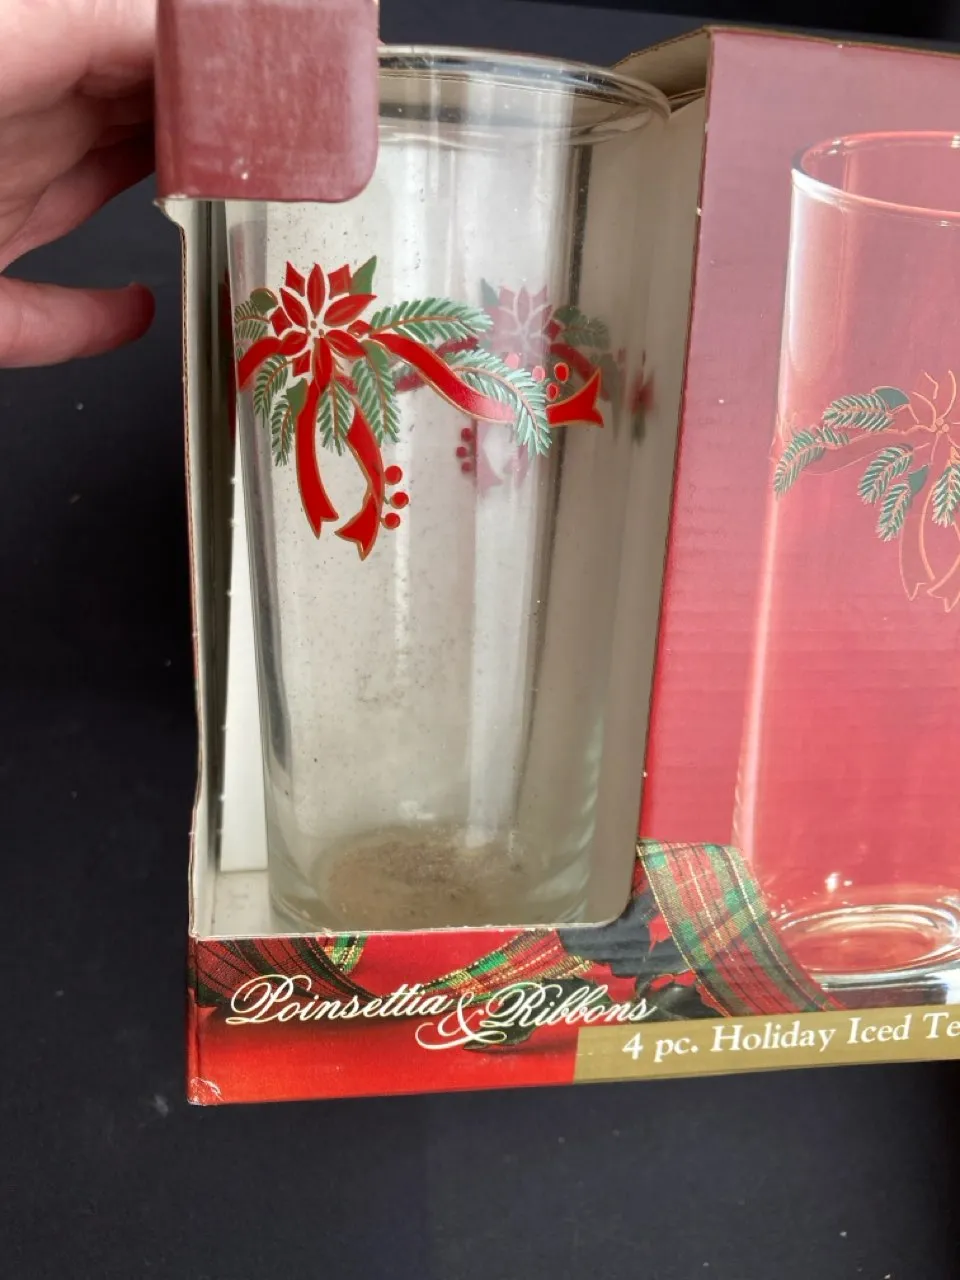 Poinsettia & Ribbons
4 pc. Holiday Iced Te